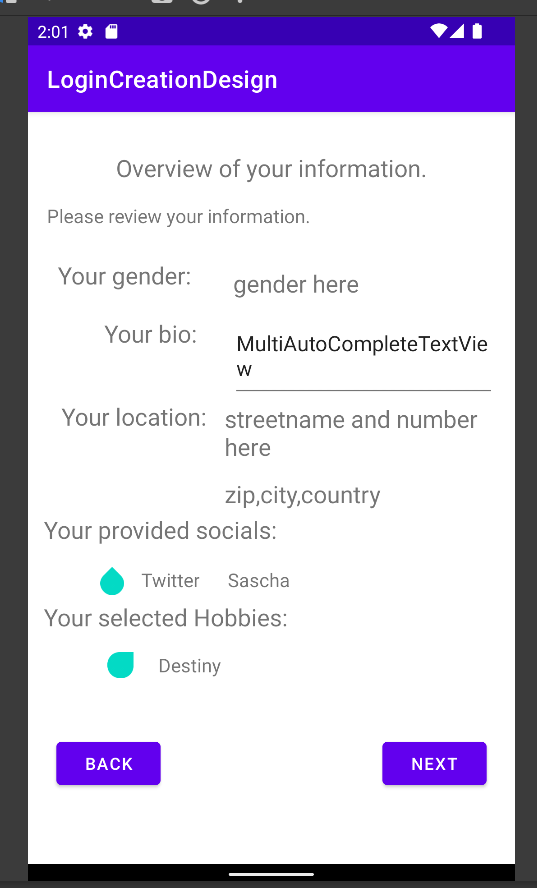 2:01
LoginCreationDesign
Overview of your information.
Please review your information.
Your gender:
gender here
Your bio:
MultiAutoCompleteTextVie
w
Your location:
streetname and number
here
zip,city,country
Your provided socials:
Twitter Sascha
Your selected Hobbies:
Destiny
BACK NEXT